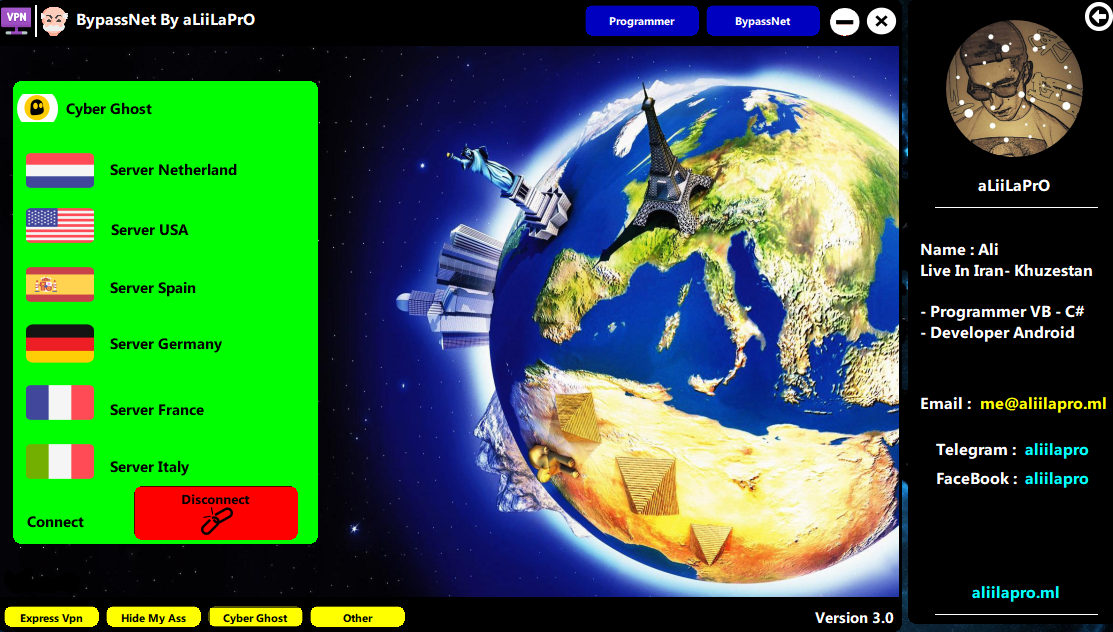 VPN
BypassNet By aLiiLaPrO
Programmer
BypassNet
Cyber Ghost
Server Netherland
Server USA
Server Spain
Server Germany
Server France
Server Italy
Connect
Disconnect
Express Vpn
Hide My Ass
Cyber Ghost
Other
Version 3.0
aLiiLaPrO
Name : Ali
Live In Iran- Khuzestan
- Programmer VB - C#
- Developer Android
Email : me@aliilapro.ml
Telegram : aliilapro
FaceBook : aliilapro
aliilapro.ml